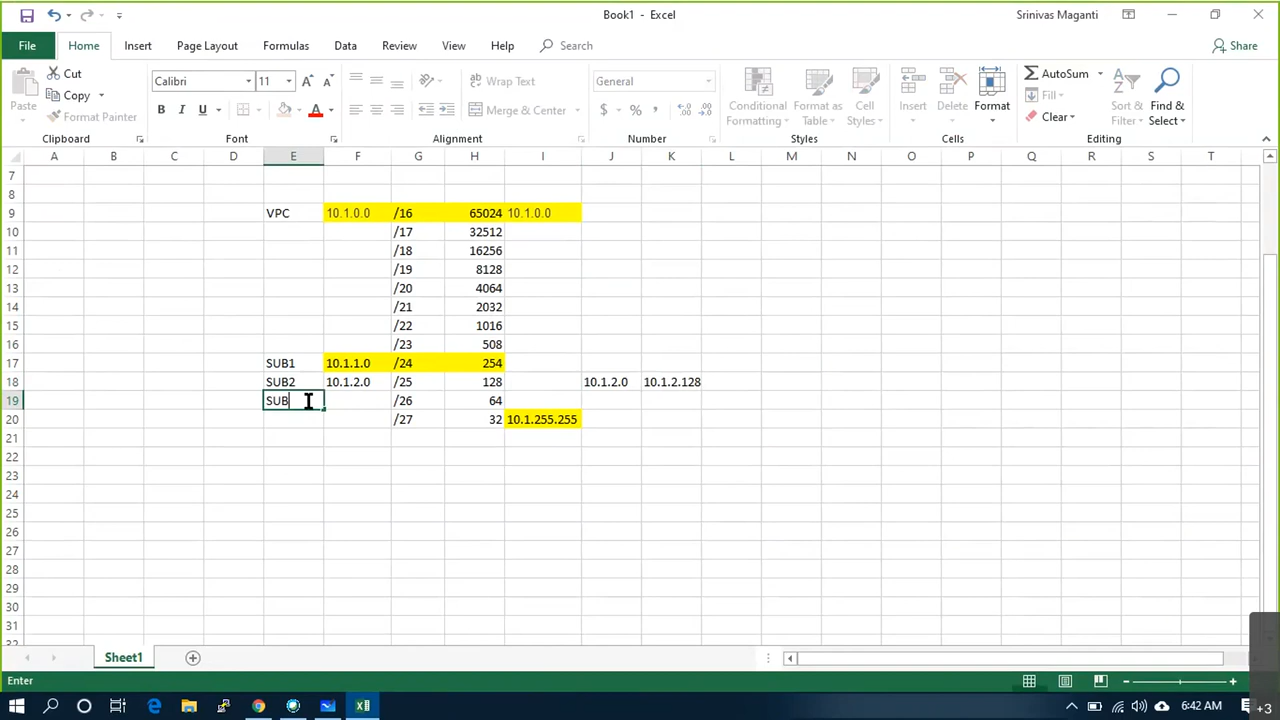 Book1 - Excel
Srinivas Maganti
File Home Insert Page Layout Formulas Data Review View Help Search Share
Paste
Cut
Copy
Format Painter
Calibri 11
B I U
Wrap Text
Merge & Center
General
$ % ,
Conditional Formatting
Format as Table
Cell Styles
Insert
Delete
Format
AutoSum
Fill
Clear
Sort & Filter
Find & Select
Clipboard Font Alignment Number Styles Cells Editing
A B C D E F G H I J K L M N O P Q R S T
7
8
9 VPC 10.1.0.0 /16 65024 10.1.0.0
10 /17 32512
11 /18 16256
12 /19 8128
13 /20 4064
14 /21 2032
15 /22 1016
16 /23 508
17 SUB1 10.1.1.0 /24 254
18 SUB2 10.1.2.0 /25 128 10.1.2.0 10.1.2.128
19 SUB /26 64
20 /27 32 10.1.255.255
21
22
23
24
25
26
27
28
29
30
31
32
Sheet1
Enter
6:42 AM
+3